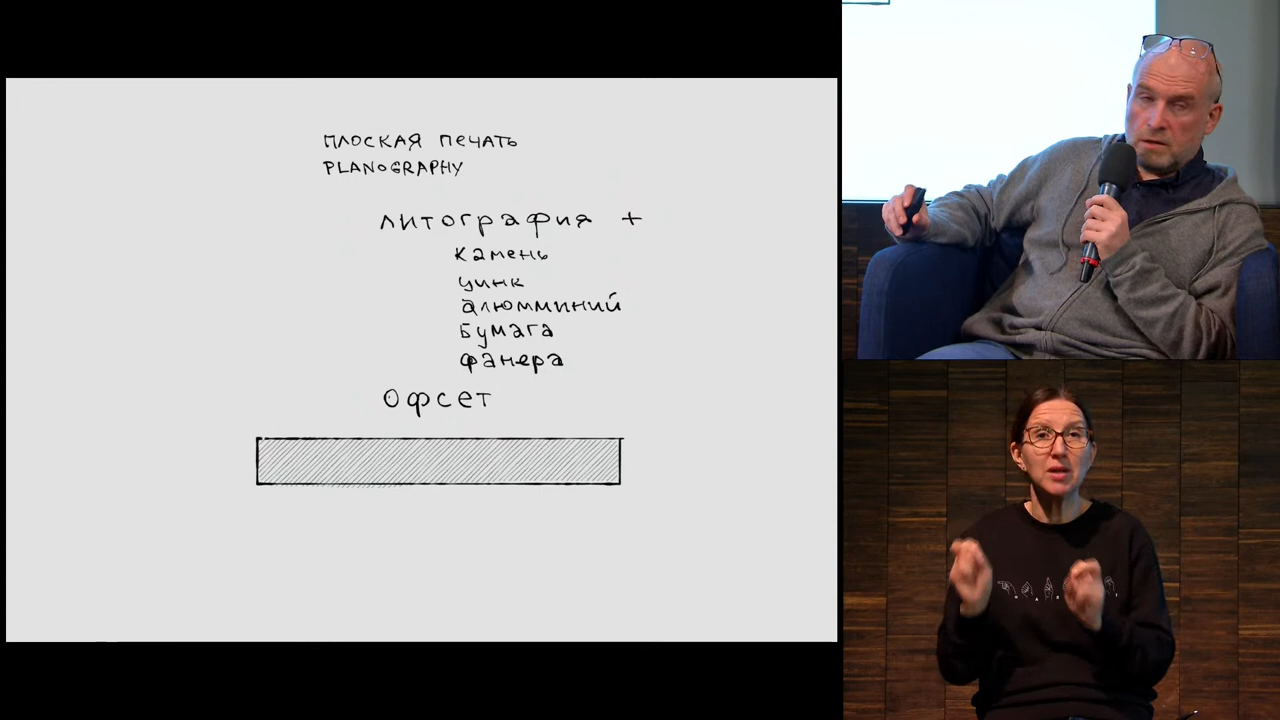 плоская печать
PLANOGRAPHY
литография +
камень
цинк
алюмминий
бумага
фанера
Офсет